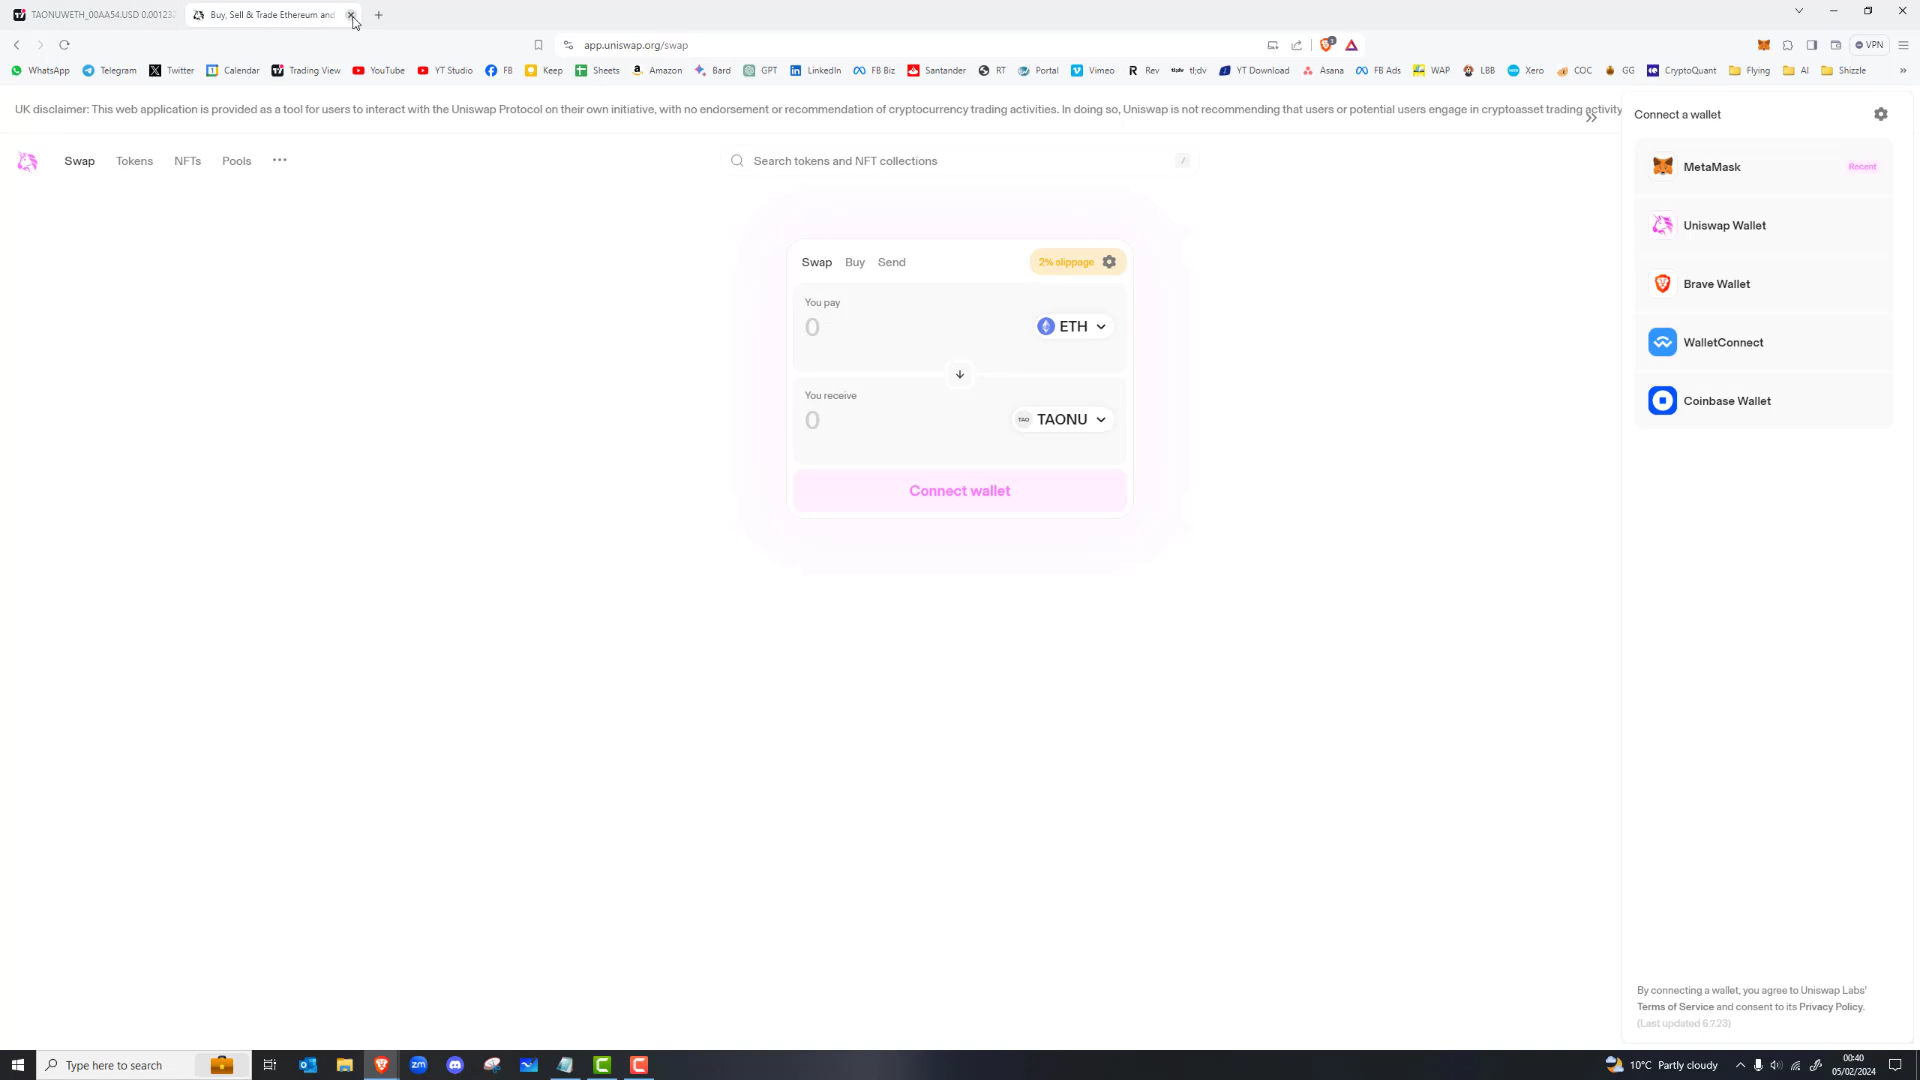 TAONUWETH_00AA54.USD 0.00123
Buy, Sell & Trade Ethereum and
app.uniswap.org/swap
VPN
WhatsApp Telegram Twitter Calendar Trading View YouTube YT Studio FB Keep Sheets Amazon Bard GPT LinkedIn FB Biz Santander RT Portal Vimeo Rev tl;dv YT Download Asana FB Ads WAP LBB Xero COC GG CryptoQuant Flying AI Shizzle
UK disclaimer: This web application is provided as a tool for users to interact with the Uniswap Protocol on their own initiative, with no endorsement or recommendation of cryptocurrency trading activities. In doing so, Uniswap is not recommending that users or potential users engage in cryptoasset trading activity
Swap Tokens NFTs Pools
Search tokens and NFT collections /
Swap Buy Send 2% slippage
You pay
0 ETH
You receive
0 TAO TAONU
Connect wallet
Connect a wallet
MetaMask Recent
Uniswap Wallet
Brave Wallet
WalletConnect
Coinbase Wallet
By connecting a wallet, you agree to Uniswap Labs'
Terms of Service and consent to its Privacy Policy.
(Last updated 6.7.23)
Type here to search
zm
10°C Partly cloudy
00:40
05/02/2024